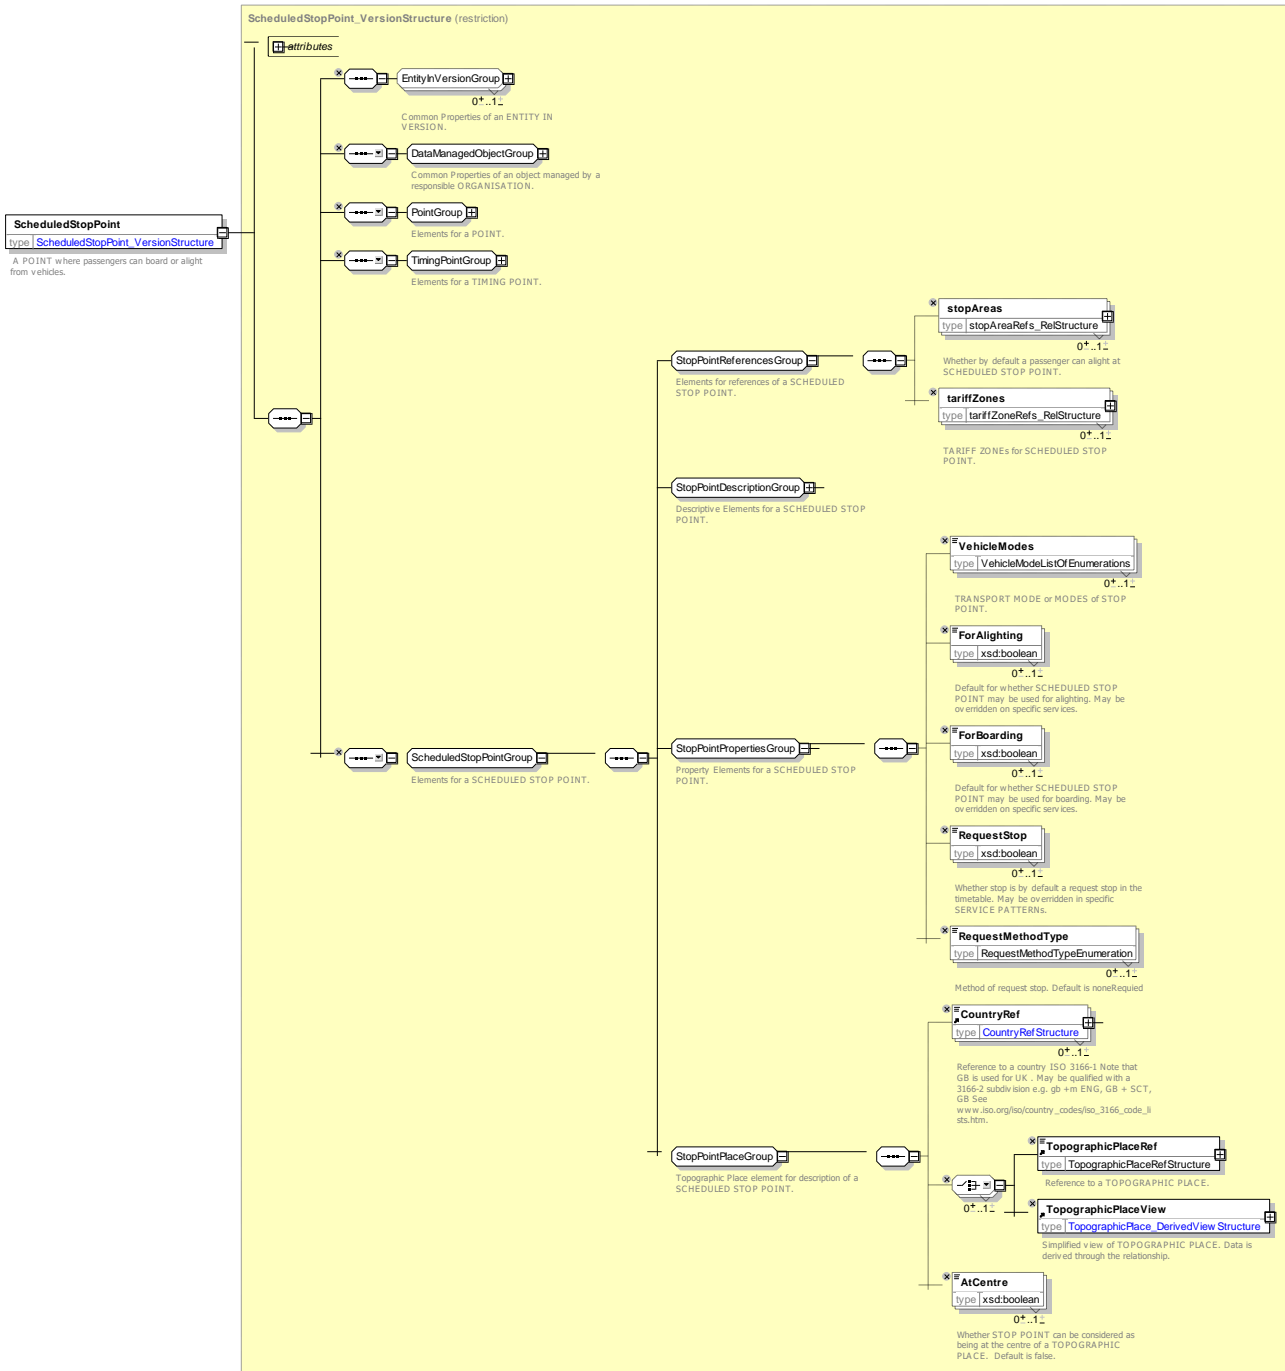 ScheduledStopPoint_VersionStructure (restriction)
attributes
EntityInVersionGroup
0..1
Common Properties of an ENTITY IN
VERSION.
DataManagedObjectGroup
Common Properties of an object managed by a
responsible ORGANISATION.
PointGroup
Elements for a POINT.
ScheduledStopPoint
type ScheduledStopPoint_VersionStructure
A POINT where passengers can board or alight
from vehicles.
TimingPointGroup
Elements for a TIMING POINT.
stopAreas
type stopAreaRefs_RelStructure
0..1
Whether by default a passenger can alight at
SCHEDULED STOP POINT.
StopPointReferencesGroup
Elements for references of a SCHEDULED
STOP POINT.
tariffZones
type tariffZoneRefs_RelStructure
0..1
TARIFF ZONEs for SCHEDULED STOP
POINT.
StopPointDescriptionGroup
Descriptive Elements for a SCHEDULED STOP
POINT.
VehicleModes
type VehicleModeListOfEnumerations
0..1
TRANSPORT MODE or MODES of STOP
POINT.
ForAlighting
type xsd:boolean
0..1
Default for whether SCHEDULED STOP
POINT may be used for alighting. May be
overridden on specific services.
ForBoarding
type xsd:boolean
0..1
Default for whether SCHEDULED STOP
POINT may be used for boarding. May be
overridden on specific services.
ScheduledStopPointGroup
Elements for a SCHEDULED STOP POINT.
StopPointPropertiesGroup
Property Elements for a SCHEDULED STOP
POINT.
RequestStop
type xsd:boolean
0..1
Whether stop is by default a request stop in the
timetable. May be overridden in specific
SERVICE PATTERNs.
RequestMethodType
type RequestMethodTypeEnumeration
0..1
Method of request stop. Default is noneRequied
CountryRef
type CountryRefStructure
0..1
Reference to a country ISO 3166-1 Note that
GB is used for UK . May be qualified with a
3166-2 subdivision e.g. gb +m ENG, GB + SCT,
GB See
www.iso.org/iso/country_codes/iso_3166_code_li
sts.htm.
StopPointPlaceGroup
Topographic Place element for description of a
SCHEDULED STOP POINT.
TopographicPlaceRef
type TopographicPlaceRefStructure
Reference to a TOPOGRAPHIC PLACE.
0..1
TopographicPlaceView
type TopographicPlace_DerivedViewStructure
Simplified view of TOPOGRAPHIC PLACE. Data is
derived through the relationship.
AtCentre
type xsd:boolean
0..1
Whether STOP POINT can be considered as
being at the centre of a TOPOGRAPHIC
PLACE. Default is false.